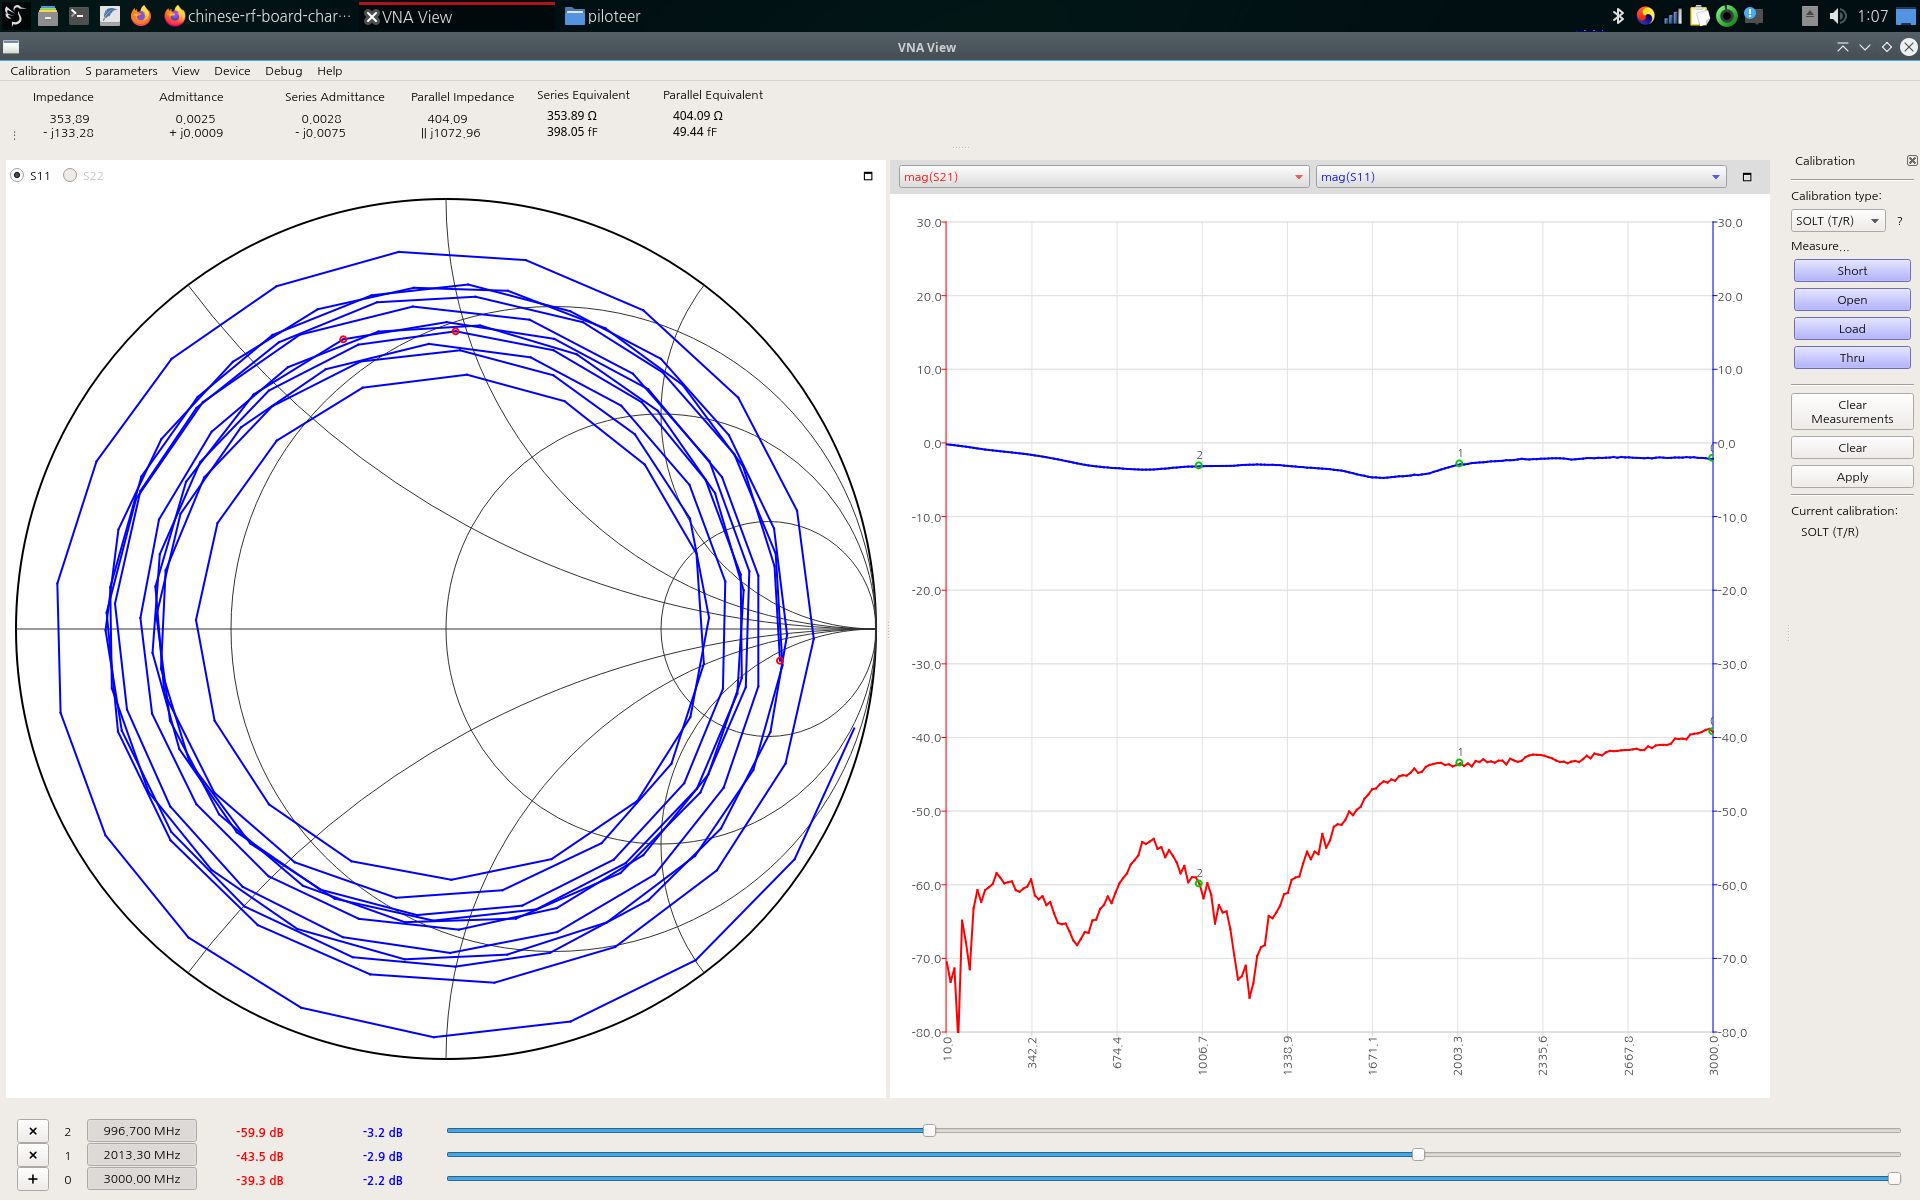 chinese-rf-board-char···
VNA View
piloteer
1:07
VNA View
Calibration S parameters View Device Debug Help
Impedance Admittance Series Admittance Parallel Impedance Series Equivalent Parallel Equivalent
353.89 0.0025 0.0028 404.09 353.89 Ω 404.09 Ω
- j133.28 + j0.0009 - j0.0075 || j1072.96 398.05 fF 49.44 fF
S11 S22
mag(S21) mag(S11)
30.0 30.0
20.0 20.0
10.0 10.0
0.0 0.0
-10.0 -10.0
-20.0 -20.0
-30.0 -30.0
-40.0 -40.0
-50.0 -50.0
-60.0 -60.0
-70.0 -70.0
-80.0 -80.0
2 1
1
2
10.0 342.2 674.4 1006.7 1338.9 1671.1 2003.3 2335.6 2667.8 3000.0
Calibration
Calibration type:
SOLT (T/R) ?
Measure...
Short
Open
Load
Thru
Clear
Measurements
Clear
Apply
Current calibration:
SOLT (T/R)
× 2 996.700 MHz -59.9 dB -3.2 dB
× 1 2013.30 MHz -43.5 dB -2.9 dB
+ 0 3000.00 MHz -39.3 dB -2.2 dB